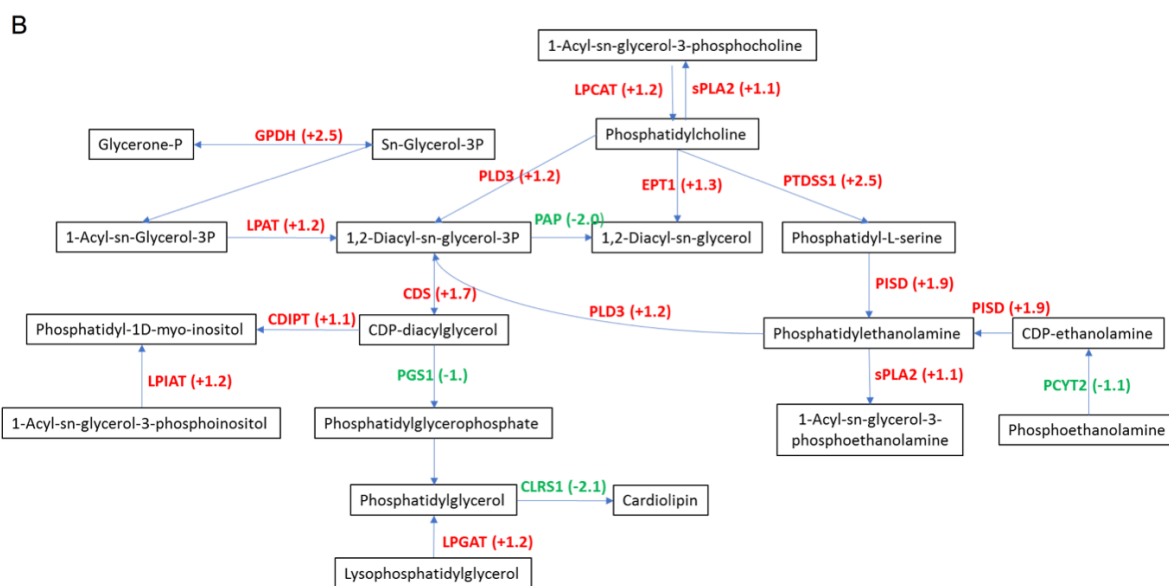 B
1-Acyl-sn-glycerol-3-phosphocholine
LPCAT (+1.2)
sPLA2 (+1.1)
Glycerone-P
GPDH (+2.5)
Sn-Glycerol-3P
Phosphatidylcholine
PLD3 (+1.2)
EPT1 (+1.3)
PTDSS1 (+2.5)
1-Acyl-sn-Glycerol-3P
LPAT (+1.2)
1,2-Diacyl-sn-glycerol-3P
PAP (-2.0)
1,2-Diacyl-sn-glycerol
Phosphatidyl-L-serine
CDS (+1.7)
PLD3 (+1.2)
PISD (+1.9)
PISD (+1.9)
Phosphatidyl-1D-myo-inositol
CDIPT (+1.1)
CDP-diacylglycerol
Phosphatidylethanolamine
CDP-ethanolamine
LPIAT (+1.2)
PGS1 (-1.)
sPLA2 (+1.1)
PCYT2 (-1.1)
1-Acyl-sn-glycerol-3-phosphoinositol
Phosphatidylglycerophosphate
1-Acyl-sn-glycerol-3-
phosphoethanolamine
Phosphoethanolamine
Phosphatidylglycerol
CLRS1 (-2.1)
Cardiolipin
LPGAT (+1.2)
Lysophosphatidylglycerol